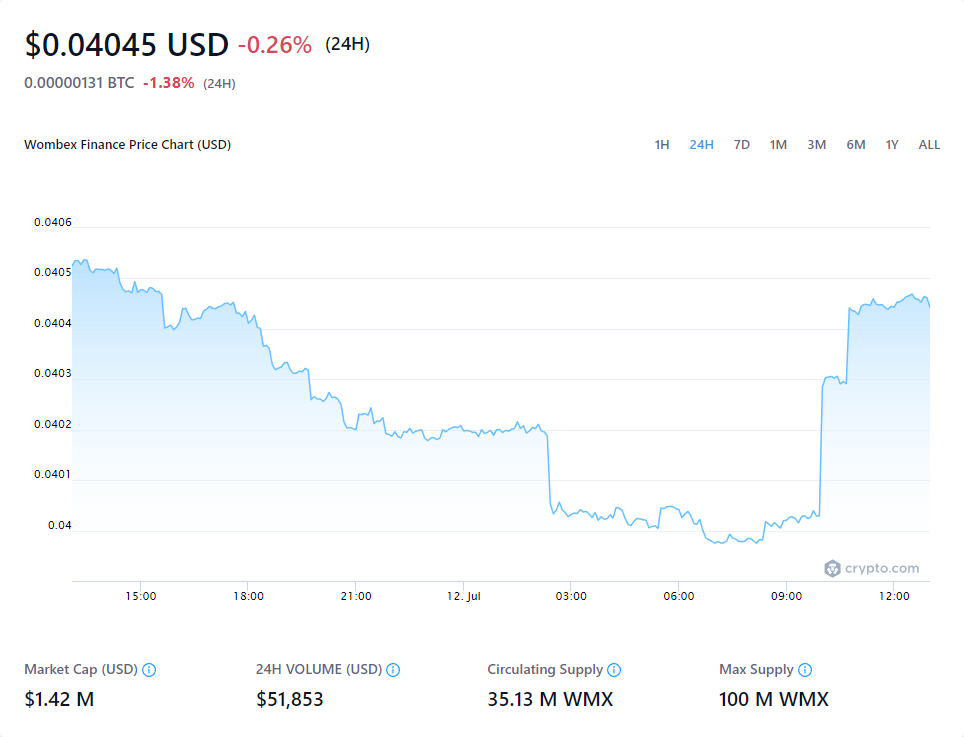 $0.04045 USD -0.26% (24H)
0.00000131 BTC -1.38% (24H)
Wombex Finance Price Chart (USD) 1H 24H 7D 1M 3M 6M 1Y ALL
0.0406
0.0405
0.0404
0.0403
0.0402
0.0401
0.04
crypto.com
15:00 18:00 21:00 12. Jul 03:00 06:00 09:00 12:00
Market Cap (USD) 24H VOLUME (USD) Circulating Supply Max Supply
$1.42 M $51,853 35.13 M WMX 100 M WMX